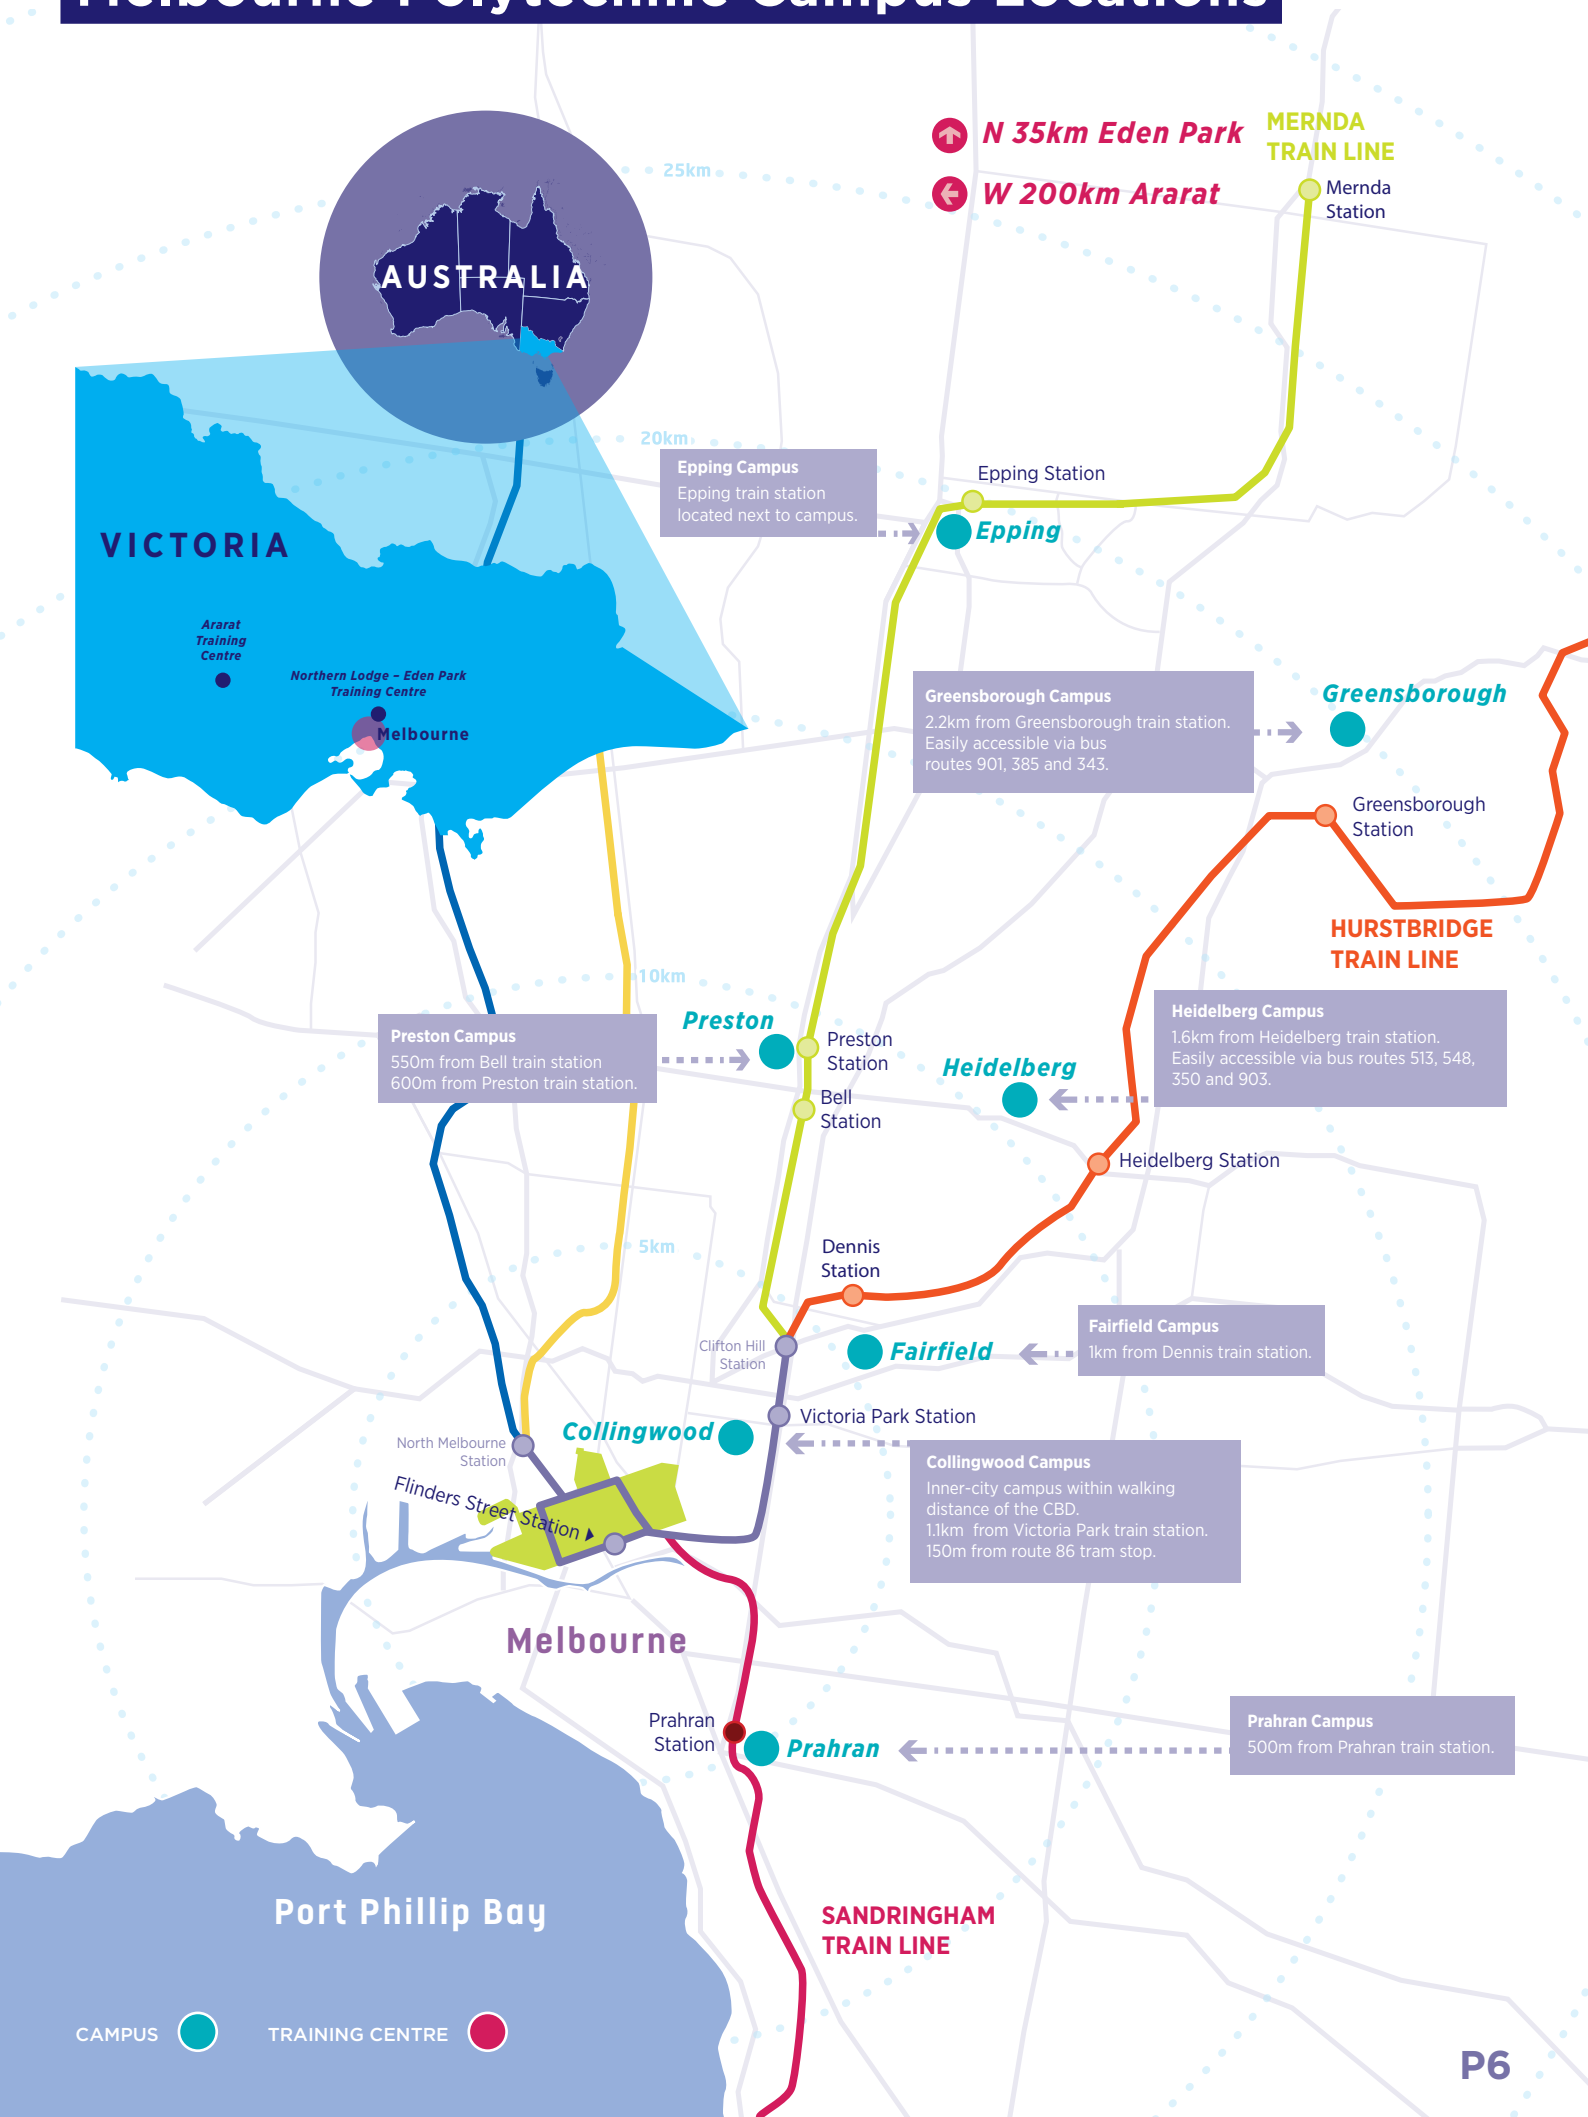 Melbourne Polytechnic Campus Locations
N 35km Eden Park
W 200km Ararat
MERNDA
TRAIN LINE
Mernda
Station
25km
AUSTRALIA
20km
Epping Campus
Epping train station
located next to campus.
Epping Station
Epping
VICTORIA
Ararat
Training
Centre
Northern Lodge – Eden Park
Training Centre
Melbourne
Greensborough Campus
2.2km from Greensborough train station.
Easily accessible via bus
routes 901, 385 and 343.
Greensborough
Greensborough
Station
HURSTBRIDGE
TRAIN LINE
10km
Preston Campus
550m from Bell train station
600m from Preston train station.
Preston
Preston
Station
Bell
Station
Heidelberg
Heidelberg Campus
1.6km from Heidelberg train station.
Easily accessible via bus routes 513, 548,
350 and 903.
Heidelberg Station
5km
Dennis
Station
Clifton Hill
Station
Fairfield
Fairfield Campus
1km from Dennis train station.
Collingwood
Victoria Park Station
North Melbourne
Station
Flinders Street Station
Collingwood Campus
Inner-city campus within walking
distance of the CBD.
1.1km from Victoria Park train station.
150m from route 86 tram stop.
Melbourne
Prahran
Station
Prahran
Prahran Campus
500m from Prahran train station.
Port Phillip Bay
SANDRINGHAM
TRAIN LINE
CAMPUS
TRAINING CENTRE
P6